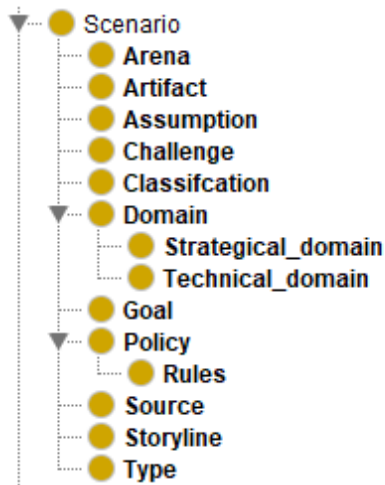 Scenario
Arena
Artifact
Assumption
Challenge
Classifcation
Domain
Strategical_domain
Technical_domain
Goal
Policy
Rules
Source
Storyline
Type